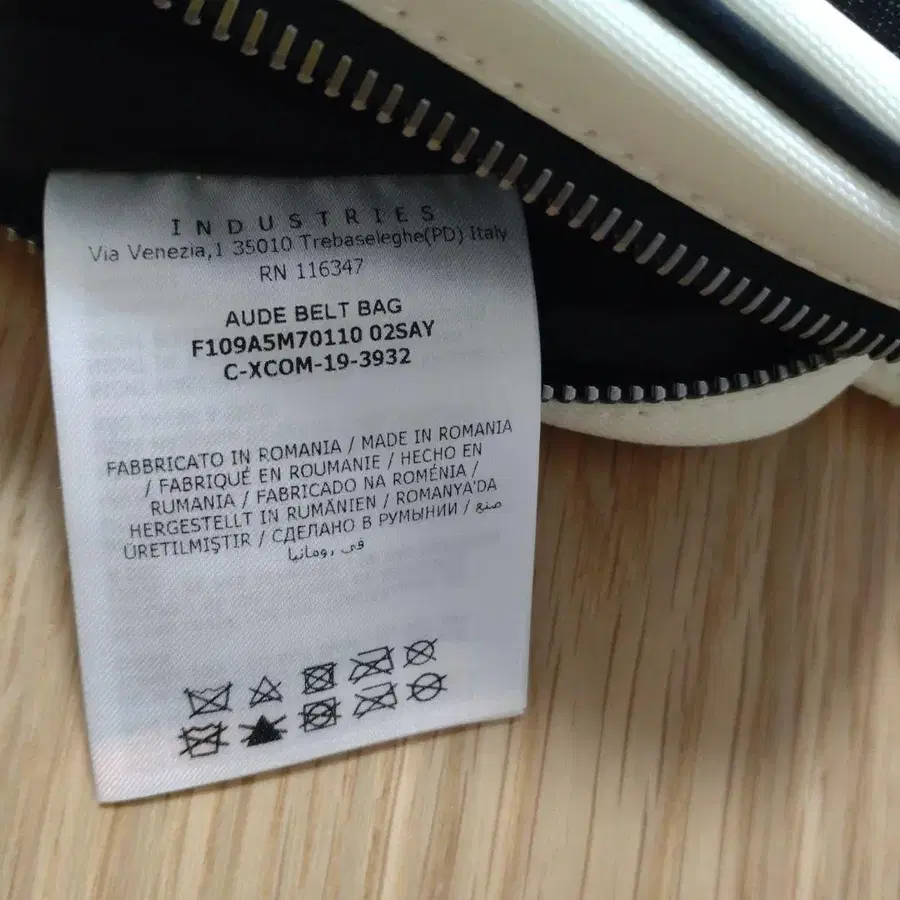 INDUSTRIES
Via Venezia,1 35010 Trebaseleghe(PD) Italy
RN 116347
AUDE BELT BAG
F109A5M70110 02SAY
C-XCOM-19-3932
FABBRICATO IN ROMANIA / MADE IN ROMANIA
/ FABRIQUÉ EN ROUMANIE / HECHO EN
RUMANIA / FABRICADO NA ROMÉNIA /
HERGESTELLT IN RUMÄNIEN / ROMANYA'DA
ÜRETILMIŞTIR / СДЕЛАНО В РУМЫНИИ / صنع
في رومانيا